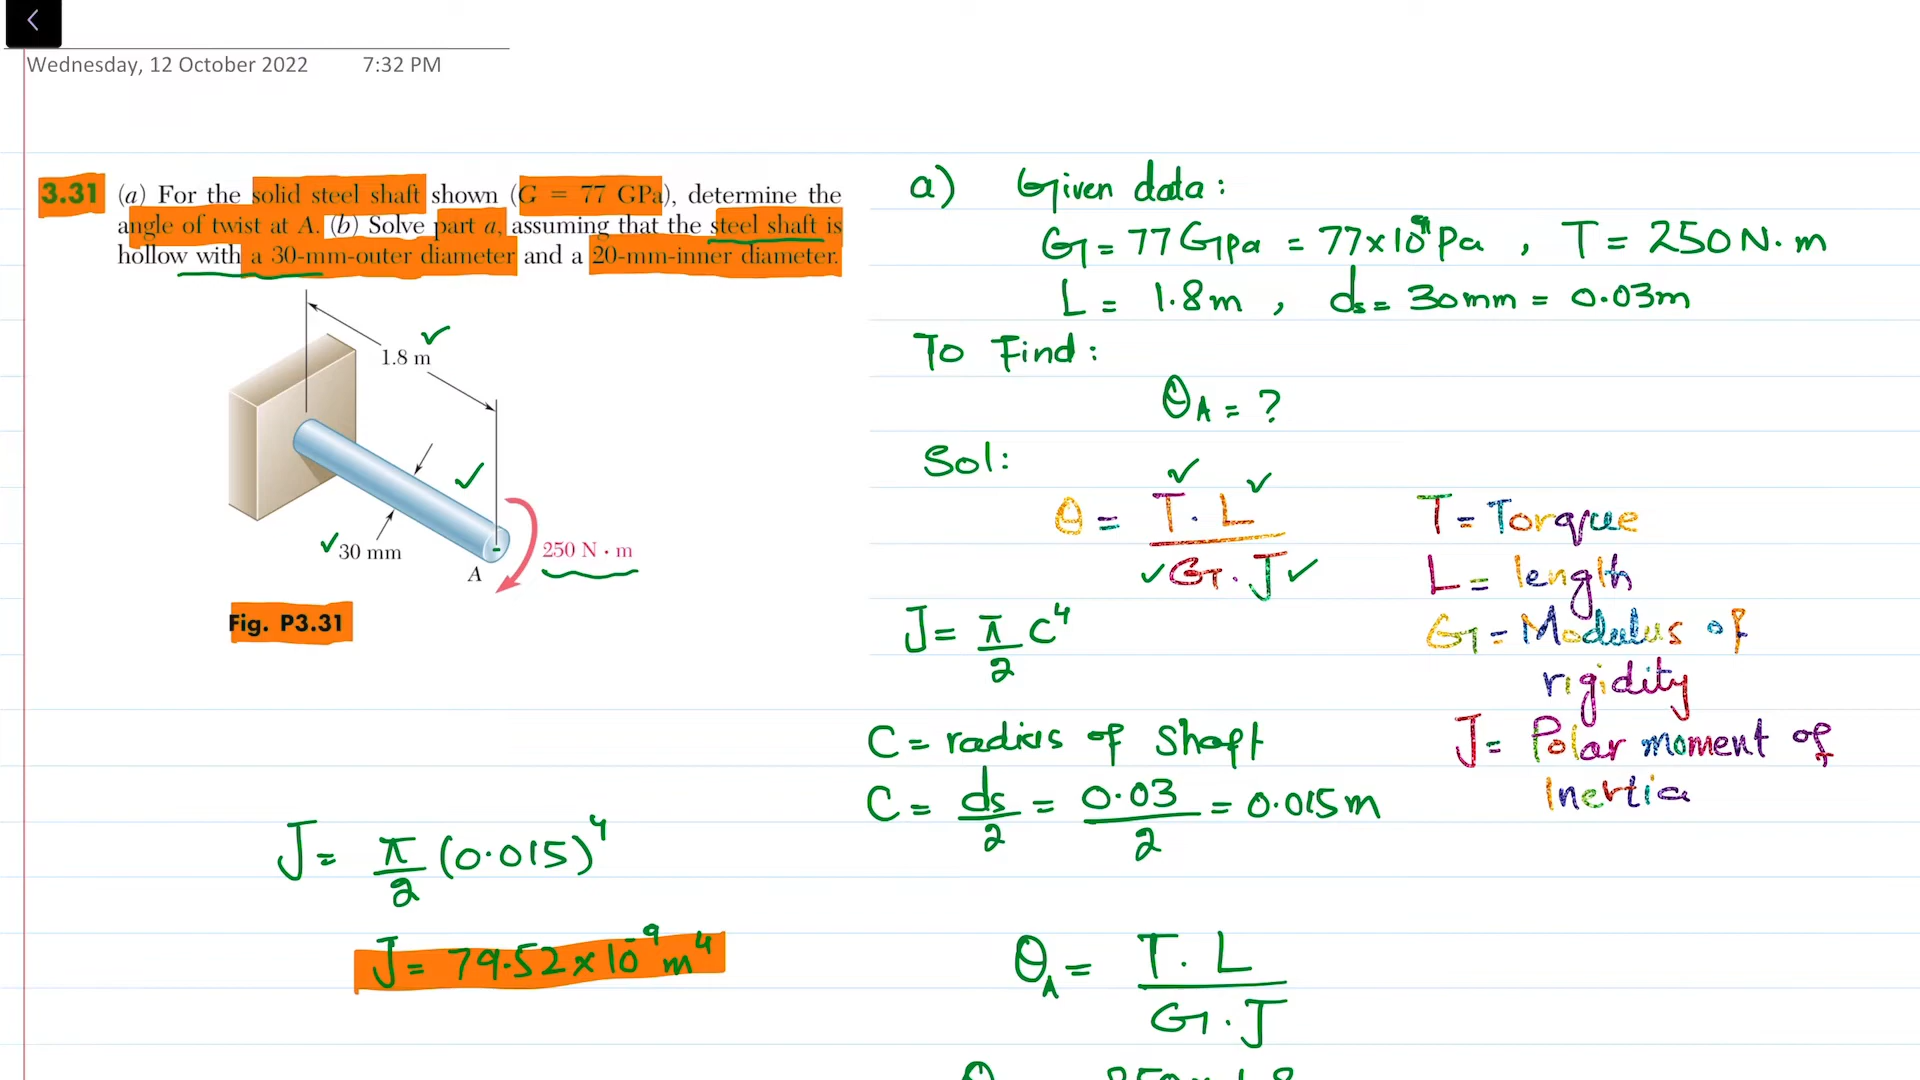 Wednesday, 12 October 2022 7:32 PM
3.31 (a) For the solid steel shaft shown (G = 77 GPa), determine the
angle of twist at A. (b) Solve part a, assuming that the steel shaft is
hollow with a 30-mm-outer diameter and a 20-mm-inner diameter.
1.8 m
30 mm
A
250 N · m
Fig. P3.31
J = π/2 (0.015)⁴
J = 79.52 × 10⁻⁹ m⁴
a) Given data:
G = 77 GPa = 77×10⁹ Pa , T = 250 N·m
L = 1.8 m , ds = 30mm = 0.03m
To Find:
θA = ?
Sol:
θ = T·L / G·J
J = π/2 C⁴
C = radius of shaft
C = ds/2 = 0.03/2 = 0.015m
T = Torque
L = length
G = Modulus of
rigidity
J = Polar moment of
Inertia
θA = T·L / G·J